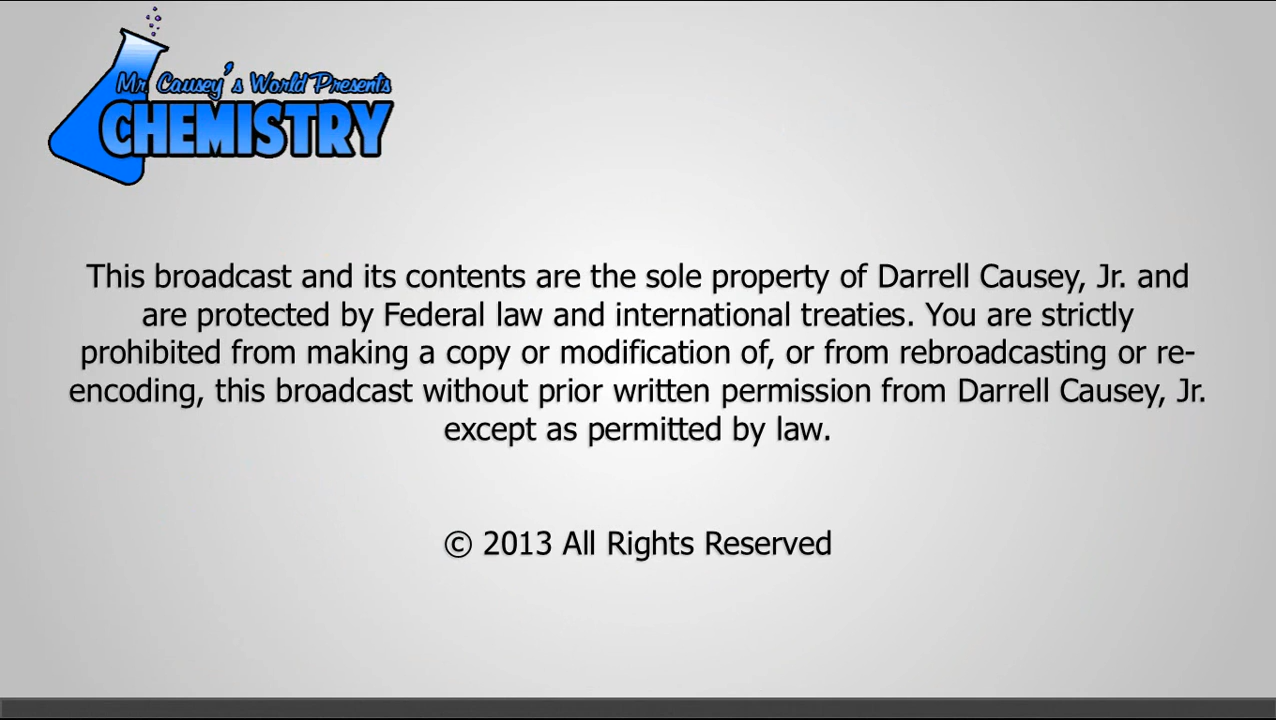 Mr. Causey's World Presents
CHEMISTRY
This broadcast and its contents are the sole property of Darrell Causey, Jr. and
are protected by Federal law and international treaties. You are strictly
prohibited from making a copy or modification of, or from rebroadcasting or re-
encoding, this broadcast without prior written permission from Darrell Causey, Jr.
except as permitted by law.
© 2013 All Rights Reserved